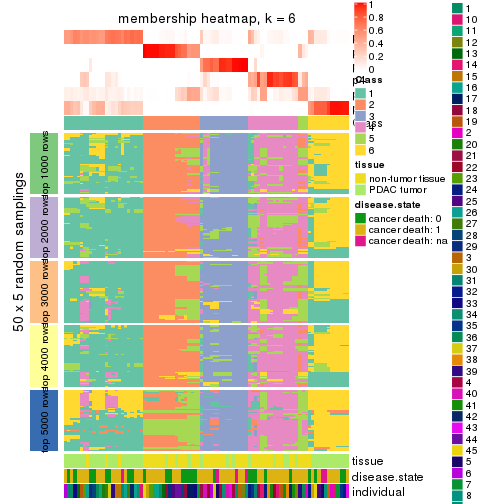 membership heatmap, k = 6
1
0.8
0.6
0.4
0.2
0
Class
1
2
3
4
5
6
Class
tissue
non-tumor tissue
PDAC tumor
disease.state
cancer death: 0
cancer death: 1
cancer death: na
50 x 5 random samplings
top 1000 rows
top 2000 rows
top 3000 rows
top 4000 rows
top 5000 rows
tissue
disease.state
individual
1
10
11
12
13
14
15
16
17
18
19
2
20
21
22
23
24
25
26
27
28
29
3
30
31
32
33
34
35
36
37
38
39
4
40
41
42
43
44
45
5
6
7
8